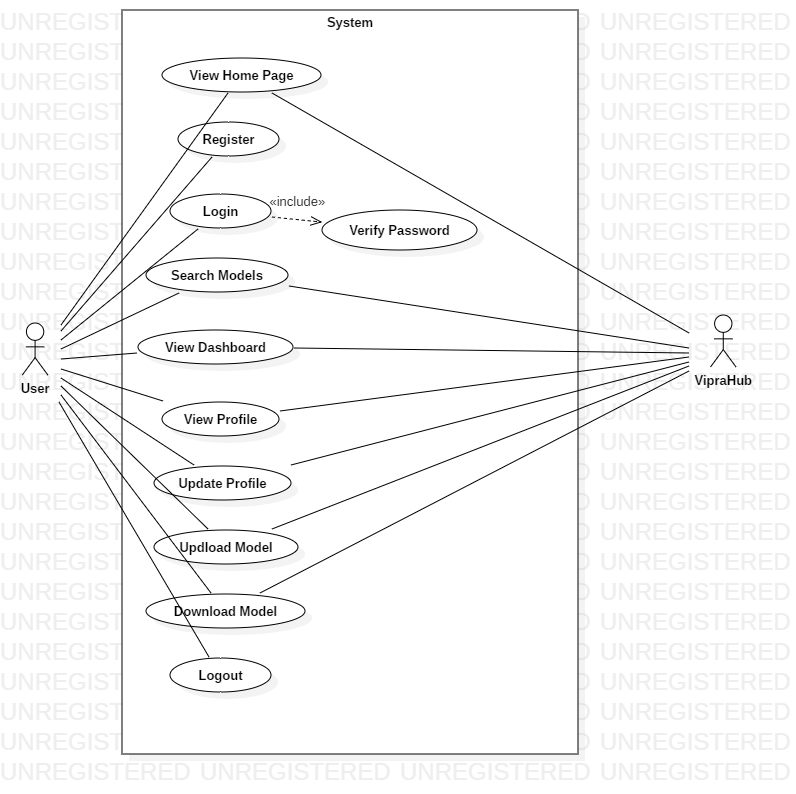 System
View Home Page
Register
Login
«include»
Verify Password
Search Models
View Dashboard
User
VipraHub
View Profile
Update Profile
Updload Model
Download Model
Logout
UNREGISTERED UNREGISTERED UNREGISTERED UNREGISTERED